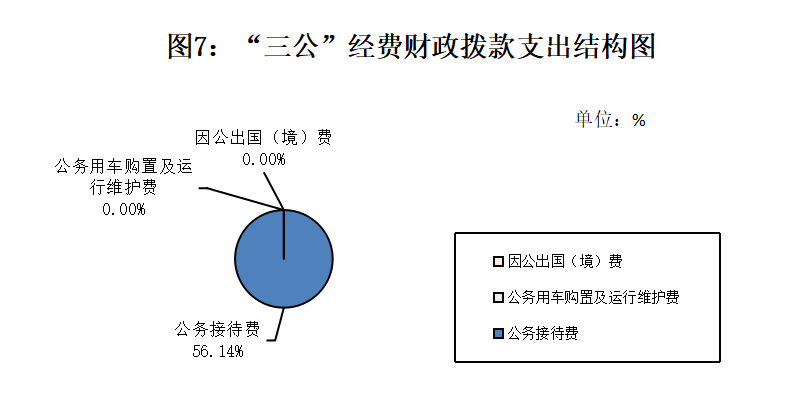 图7：“三公”经费财政拨款支出结构图
单位：%
因公出国（境）费
0.00%
公务用车购置及运
行维护费
0.00%
公务接待费
56.14%
因公出国（境）费
公务用车购置及运行维护费
公务接待费